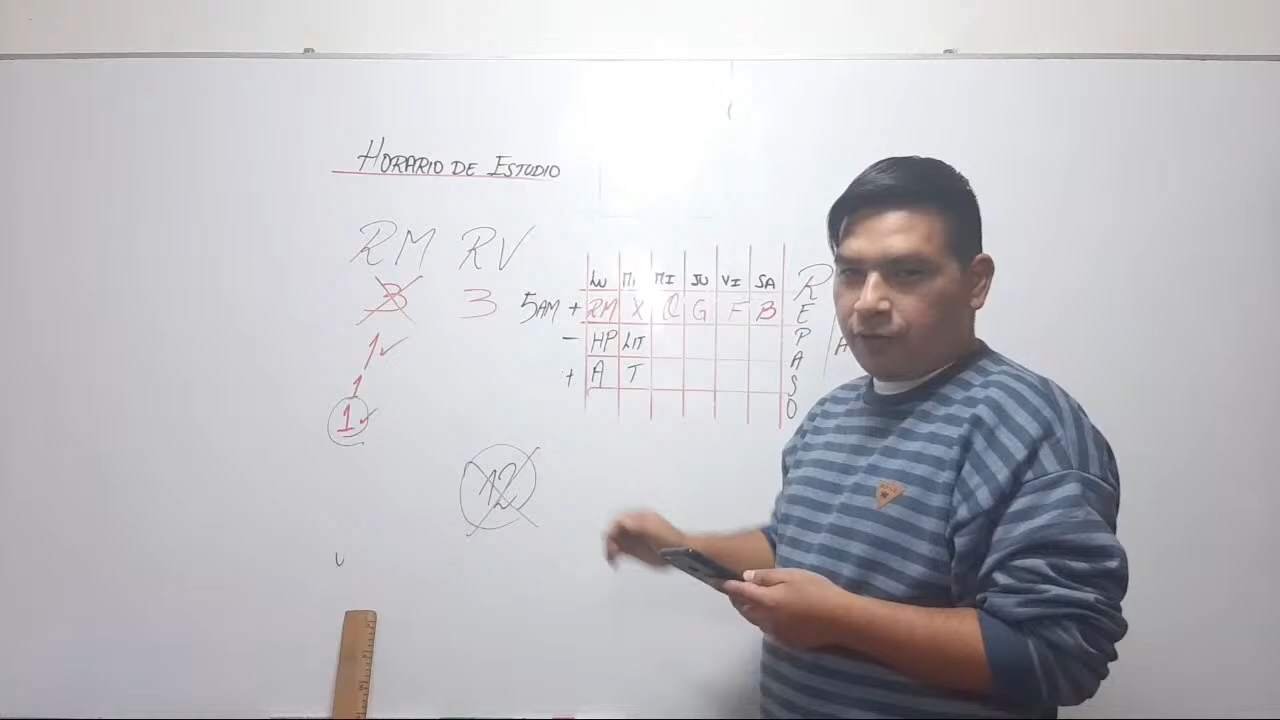 HORARIO DE ESTUDIO
RM RV
3 3
1
1
1
12
LU MA MI JU VI SA
5AM + RM X Q G F B
- HP LIT
+ A T
REPASO
A